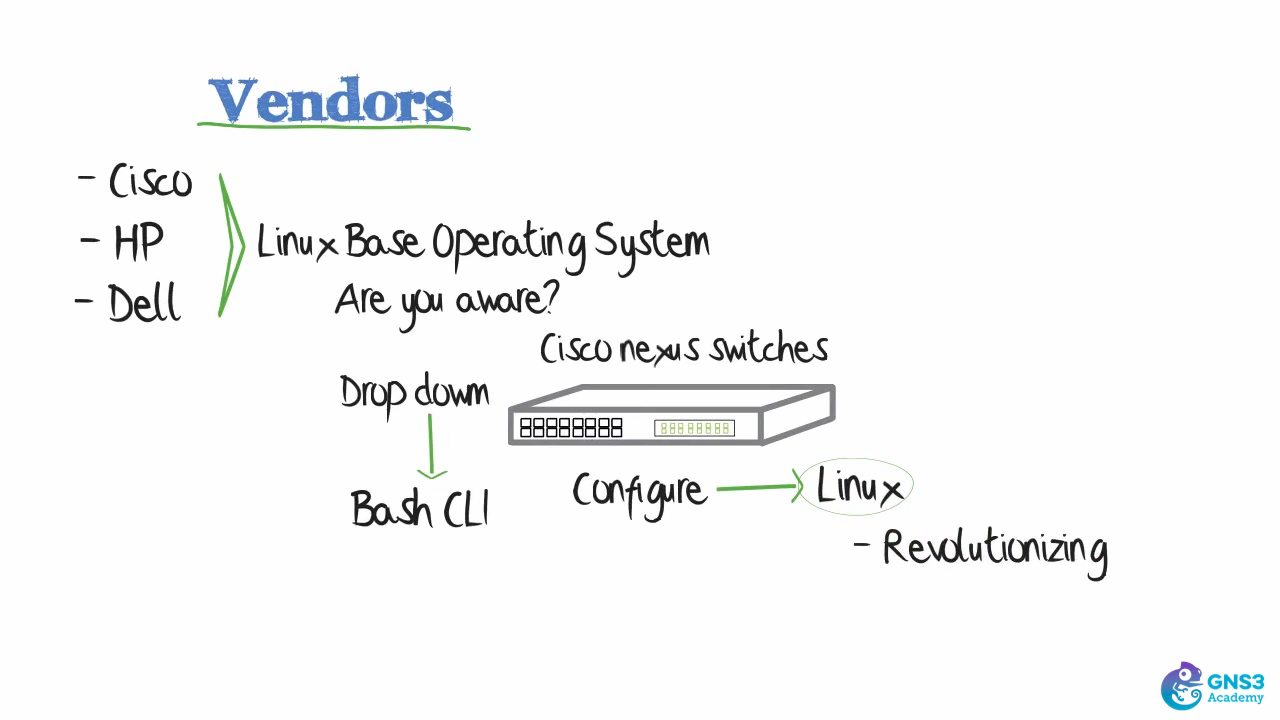 Vendors
- Cisco
- HP
- Dell
Linux Base Operating System
Are you aware?
Cisco nexus switches
Drop down
Bash CLI
Configure
Linux
- Revolutionizing
GNS3
Academy